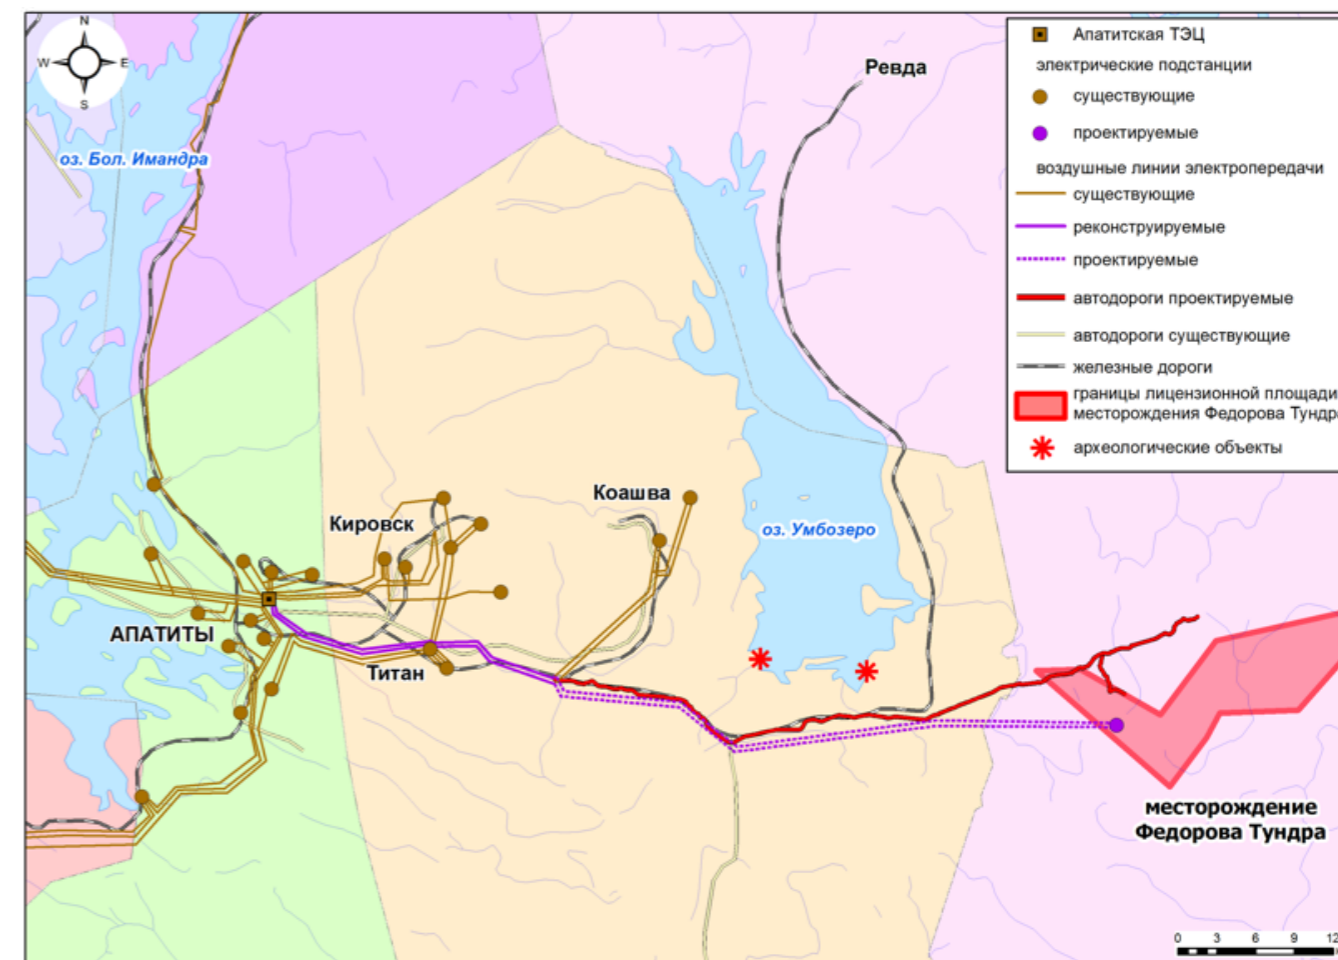 N
W
E
S
Ревда
оз. Бол. Имандра
Кировск
Коашва
оз. Умбозеро
АПАТИТЫ
Титан
месторождение
Федорова Тундра
Апатитская ТЭЦ
электрические подстанции
существующие
проектируемые
воздушные линии электропередачи
существующие
реконструируемые
проектируемые
автодороги проектируемые
автодороги существующие
железные дороги
границы лицензионной площади
месторождения Федорова Тундр
археологические объекты
0 3 6 9 12